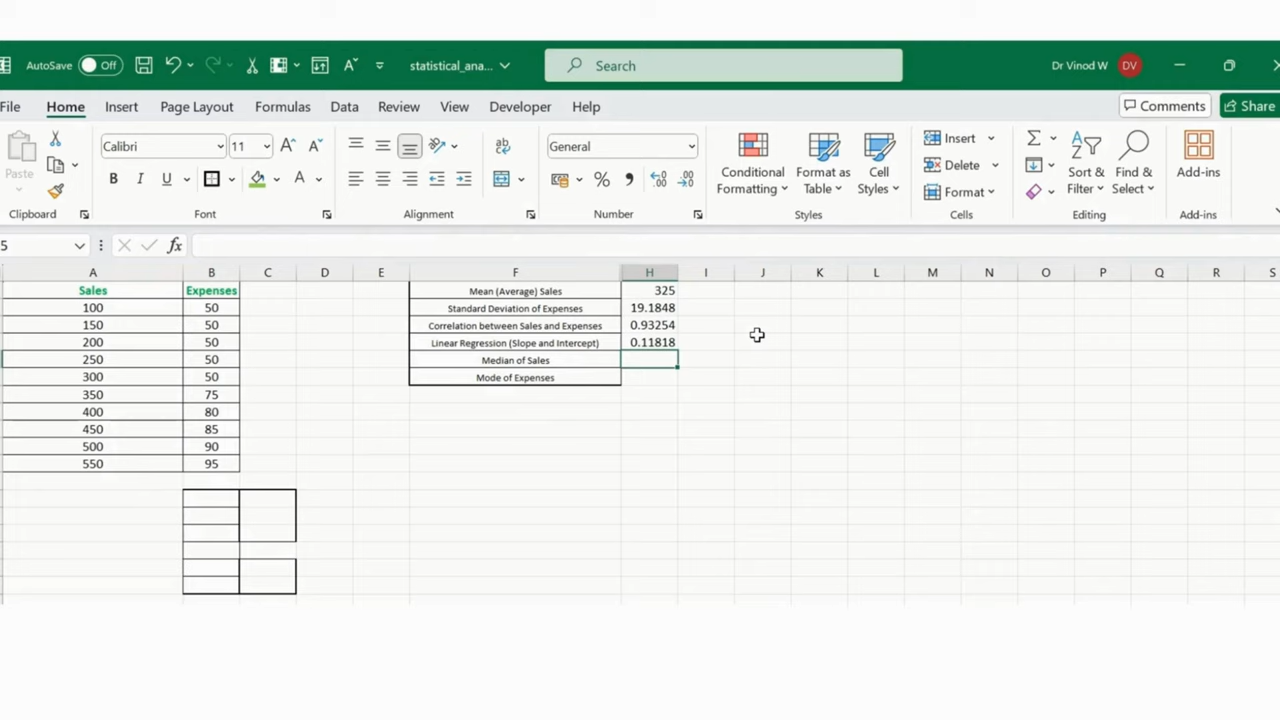 AutoSave Off statistical_ana... Search Dr Vinod W DV
File Home Insert Page Layout Formulas Data Review View Developer Help Comments Share
Paste Calibri 11 A A ab General Conditional Format as Cell Insert Sort & Find & Add-ins
B I U A % Formatting Table Styles Delete Filter Select
Format
Clipboard Font Alignment Number Styles Cells Editing Add-ins
5 fx
A B C D E F H I J K L M N O P Q R S
Sales Expenses Mean (Average) Sales 325
100 50 Standard Deviation of Expenses 19.1848
150 50 Correlation between Sales and Expenses 0.93254
200 50 Linear Regression (Slope and Intercept) 0.11818
250 50 Median of Sales
300 50 Mode of Expenses
350 75
400 80
450 85
500 90
550 95